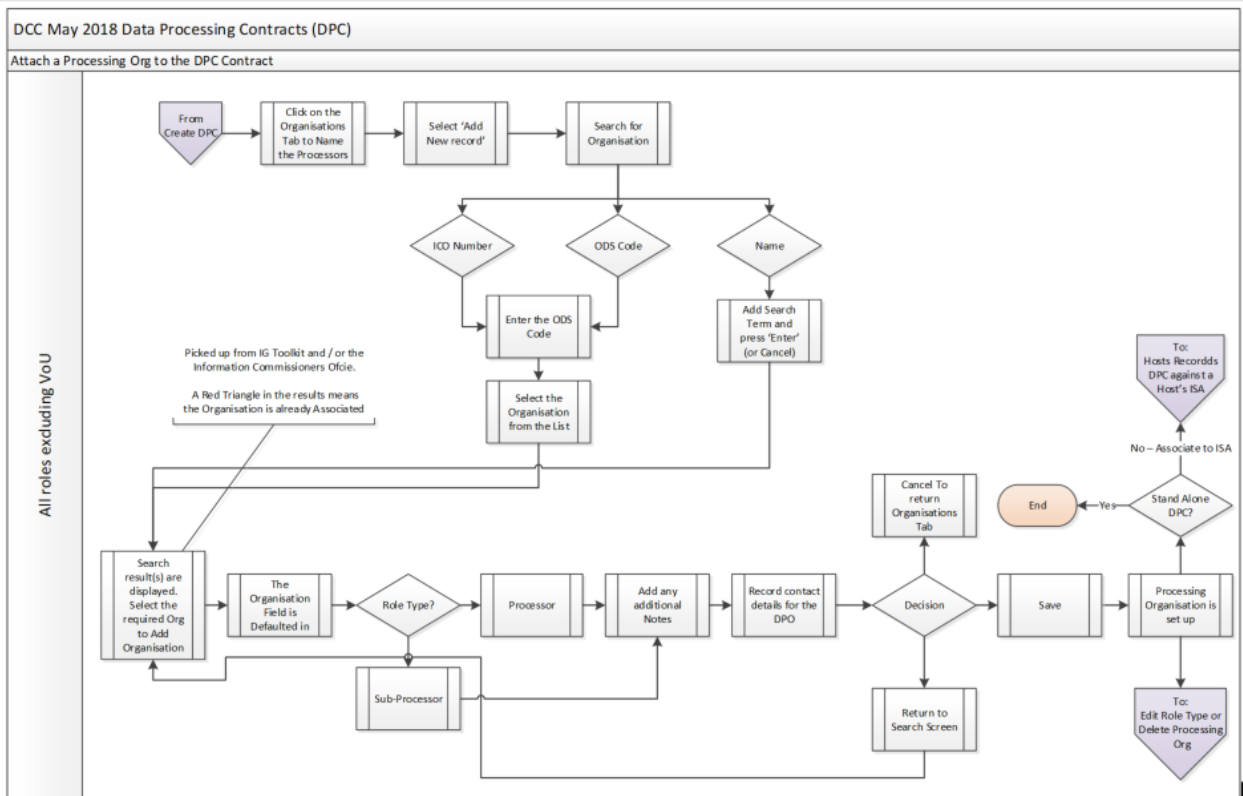 DCC May 2018 Data Processing Contracts (DPC)
Attach a Processing Org to the DPC Contract
All roles excluding VoU
From
Create DPC
Click on the
Organisations
Tab to Name
the Processors
Select 'Add
New record'
Search for
Organisation
ICO Number
ODS Code
Name
Enter the ODS
Code
Add Search
Term and
press 'Enter'
(or Cancel)
Select the
Organisation
from the List
Picked up from IG Toolkit and / or the
Information Commissioners Ofcie.
A Red Triangle in the results means
the Organisation is already Associated
To:
Hosts Recordds
DPC against a
Host's ISA
No – Associate to ISA
Stand Alone
DPC?
Yes
End
Cancel To
return
Organisations
Tab
Search
result(s) are
displayed.
Select the
required Org
to Add
Organisation
The
Organisation
Field is
Defaulted in
Role Type?
Processor
Add any
additional
Notes
Record contact
details for the
DPO
Decision
Save
Processing
Organisation is
set up
Sub-Processor
Return to
Search Screen
To:
Edit Role Type or
Delete Processing
Org